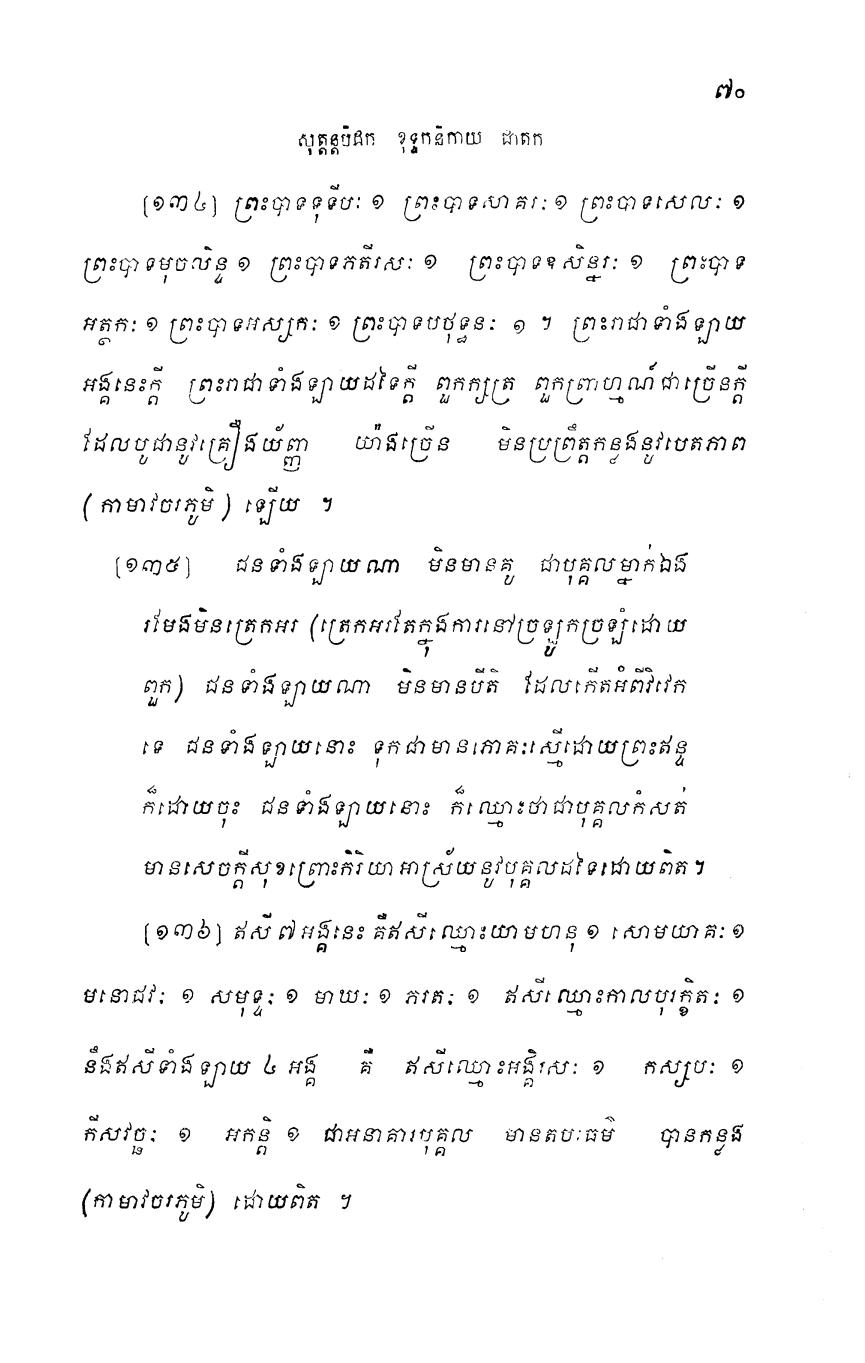 ៧០
សុត្តន្តបិដក ខុទ្ទកនិកាយ ជាតក
[១៣៤] ព្រះបាទទុទីបៈ ១ ព្រះបាទសាគរៈ ១ ព្រះបាទសេលៈ ១
ព្រះបាទមុចលិន្ទ ១ ព្រះបាទភគីរសៈ ១ ព្រះបាទឧសិន្នរៈ ១ ព្រះបាទ
អត្ថកៈ ១ ព្រះបាទអស្សកៈ ១ ព្រះបាទបថុទ្ធនៈ ១ ។ ព្រះរាជាទាំងឡាយ
អង្គនេះក្តី ព្រះរាជាទាំងឡាយដទៃក្តី ពួកក្សត្រ ពួកព្រាហ្មណ៍ជាច្រើនក្តី
ដែលបូជានូវគ្រឿងយ័ញ្ញ យ៉ាងច្រើន មិនប្រព្រឹត្តកន្លងនូវបេតភាព
(កាមាវចរភូមិ) ឡើយ ។
[១៣៥] ជនទាំងឡាយណា មិនមានគូ ជាបុគ្គលម្នាក់ឯង
រមែងមិនត្រេកអរ (ត្រេកអរតែក្នុងការនៅច្រឡូកច្រឡំដោយ
ពួក) ជនទាំងឡាយណា មិនមានបីតិ ដែលកើតអំពីវិវេក
ទេ ជនទាំងឡាយនោះ ទុកជាមានភោគៈស្មើដោយព្រះឥន្ទ
ក៏ដោយចុះ ជនទាំងឡាយនោះ ក៏ឈ្មោះថាជាបុគ្គលកំសត់
មានសេចក្តីសុខព្រោះកិរិយាអាស្រ័យនូវបុគ្គលដទៃដោយពិត។
[១៣៦] ឥសី ៧ អង្គនេះ គឺឥសីឈ្មោះយាមហនុ ១ សោមយាគៈ ១
មនោជវៈ ១ សមុទ្ទៈ ១ មាឃៈ ១ ភរតៈ ១ ឥសីឈ្មោះកាលបុរក្ខិតៈ ១
នឹងឥសីទាំងឡាយ ៤ អង្គ គឺ ឥសីឈ្មោះអង្គិរសៈ ១ កស្សបៈ ១
កីសវច្ឆៈ ១ អកន្តិ ១ ជាអនាគារបុគ្គល មានតបៈធម៌ បានកន្លង
(កាមាវចរភូមិ) ដោយពិត ។